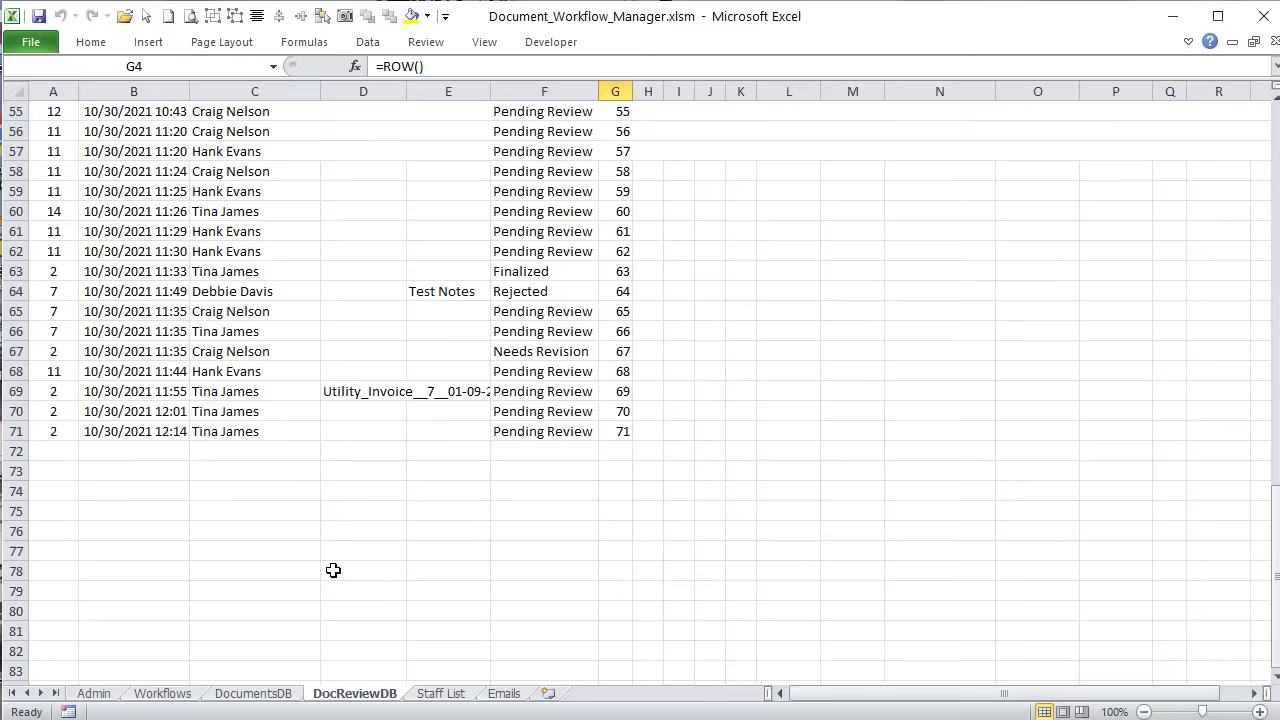 Document_Workflow_Manager.xlsm - Microsoft Excel
File Home Insert Page Layout Formulas Data Review View Developer
G4 fx =ROW()
A B C D E F G H I J K L M N O P Q R
55 12 10/30/2021 10:43 Craig Nelson Pending Review 55
56 11 10/30/2021 11:20 Craig Nelson Pending Review 56
57 11 10/30/2021 11:20 Hank Evans Pending Review 57
58 11 10/30/2021 11:24 Craig Nelson Pending Review 58
59 11 10/30/2021 11:25 Hank Evans Pending Review 59
60 14 10/30/2021 11:26 Tina James Pending Review 60
61 11 10/30/2021 11:29 Hank Evans Pending Review 61
62 11 10/30/2021 11:30 Hank Evans Pending Review 62
63 2 10/30/2021 11:33 Tina James Finalized 63
64 7 10/30/2021 11:49 Debbie Davis Test Notes Rejected 64
65 7 10/30/2021 11:35 Craig Nelson Pending Review 65
66 7 10/30/2021 11:35 Tina James Pending Review 66
67 2 10/30/2021 11:35 Craig Nelson Needs Revision 67
68 11 10/30/2021 11:44 Hank Evans Pending Review 68
69 2 10/30/2021 11:55 Tina James Utility_Invoice__7__01-09-2 Pending Review 69
70 2 10/30/2021 12:01 Tina James Pending Review 70
71 2 10/30/2021 12:14 Tina James Pending Review 71
72
73
74
75
76
77
78
79
80
81
82
83
Admin Workflows DocumentsDB DocReviewDB Staff List Emails
Ready 100%